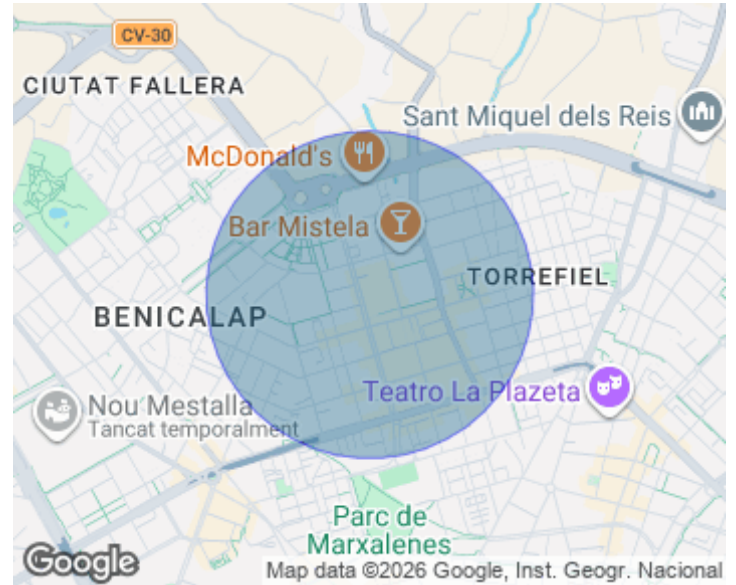 CV-30
CIUTAT FALLERA
Sant Miquel dels Reis
McDonald's
Bar Mistela
TORREFIEL
BENICALAP
Teatro La Plazeta
Nou Mestalla
Tancat temporalment
Parc de
Marxalenes
Google
Map data ©2026 Google, Inst. Geogr. Nacional